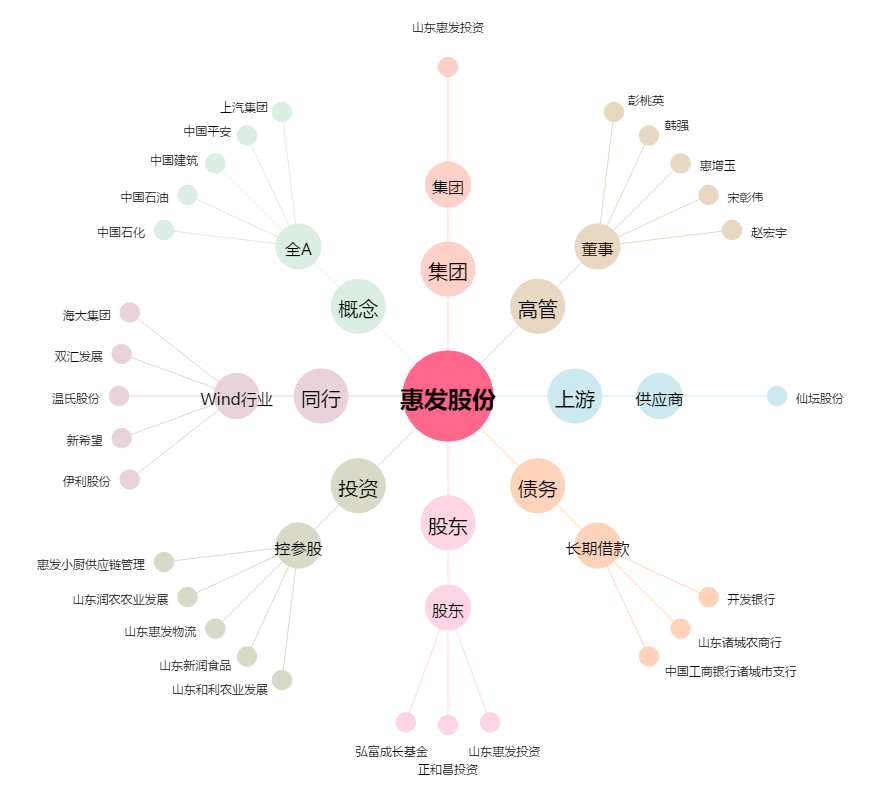 山东惠发投资
集团
集团
彭桃英
韩强
惠增玉
宋彰伟
赵宏宇
董事
高管
上汽集团
中国平安
中国建筑
中国石油
中国石化
全A
概念
海大集团
双汇发展
温氏股份
新希望
伊利股份
Wind行业
同行
惠发股份
上游
供应商
仙坛股份
投资
控参股
惠发小厨供应链管理
山东润农农业发展
山东惠发物流
山东新润食品
山东和利农业发展
股东
股东
弘富成长基金
正和昌投资
山东惠发投资
债务
长期借款
开发银行
山东诸城农商行
中国工商银行诸城市支行